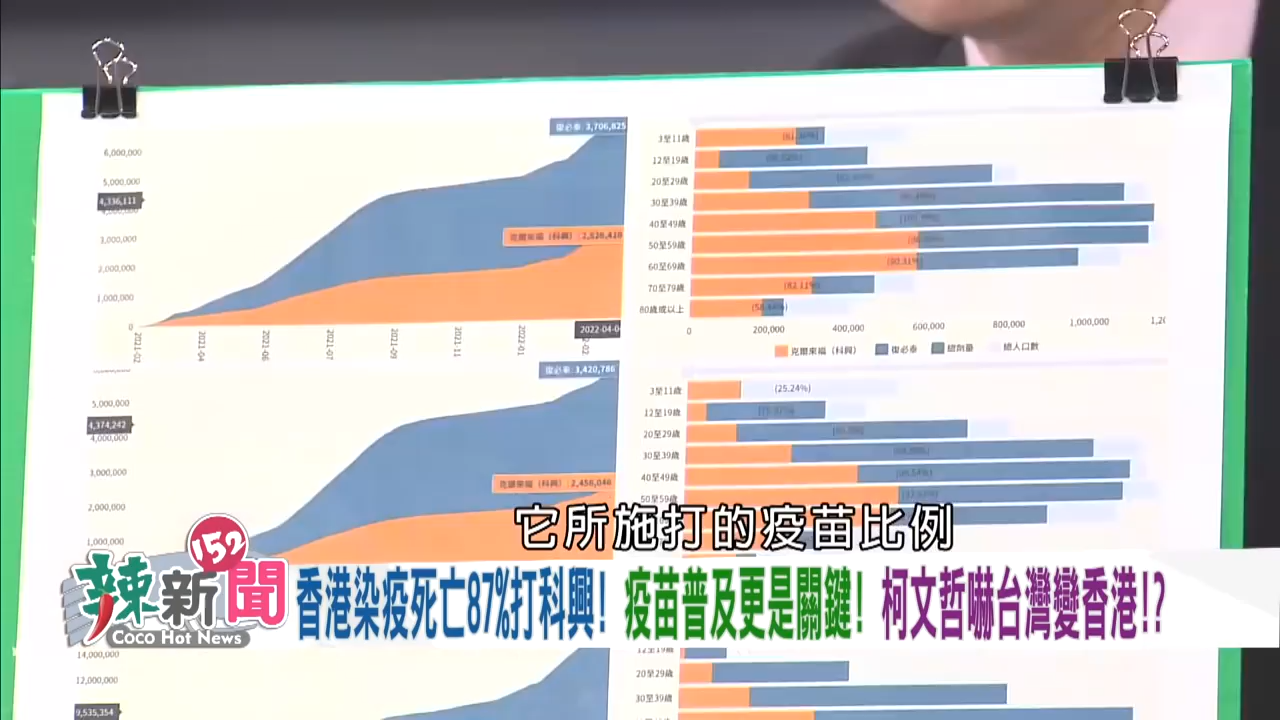 復必泰: 3,706,825
6,000,000
5,000,000
4,336,111
4,000,000
3,000,000
2,000,000
1,000,000
0
2021-02
2021-04
2021-06
2021-07
2021-09
2021-11
2022-01
2022-04-0
3至11歲
12至19歲
20至29歲
30至39歲
40至49歲
50至59歲
60至69歲
(90.31%)
70至79歲
(82.11%)
80歲或以上
0
200,000
400,000
600,000
800,000
1,000,000
克爾來福 (科興)
復必泰
總劑量
總人口數
復必泰: 3,420,786
5,000,000
4,374,242
4,000,000
3,000,000
2,000,000
1,000,000
克爾來福 (科興) : 2,456,046
3至11歲
(25.24%)
12至19歲
20至29歲
30至39歲
40至49歲
50至59歲
它所施打的疫苗比例
152
辣新聞
Coco Hot News
香港染疫死亡87%打科興! 疫苗普及更是關鍵! 柯文哲嚇台灣變香港!?
14,000,000
12,000,000
9,535,354
12至19歲
20至29歲
30至39歲